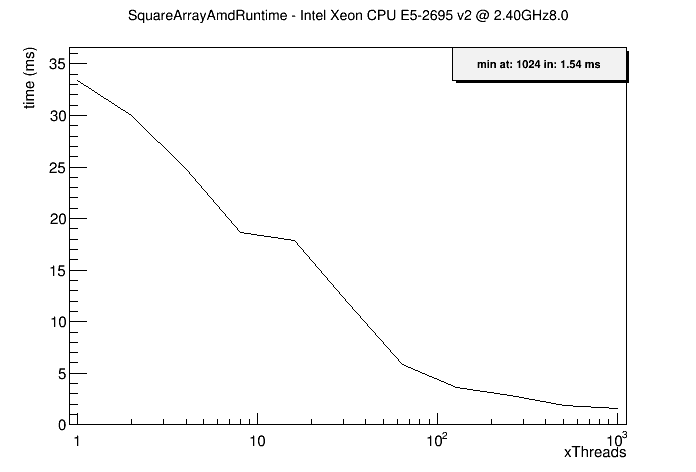 SquareArrayAmdRuntime - Intel Xeon CPU E5-2695 v2 @ 2.40GHz8.0
min at: 1024 in: 1.54 ms
time (ms)
35
30
25
20
15
10
5
0
1 10 10² 10³
xThreads